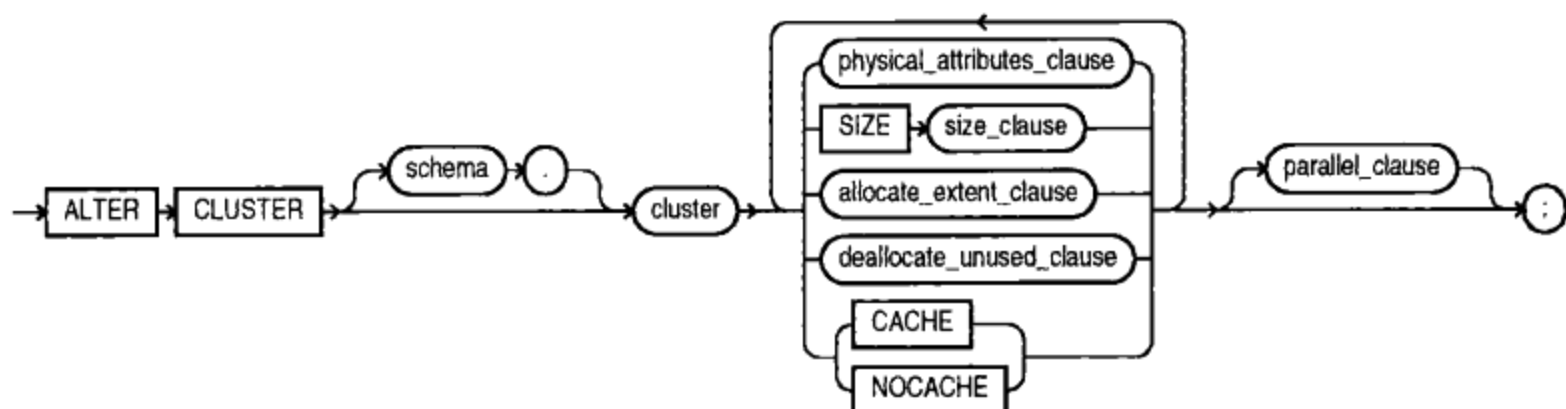 physical_attributes_clause
SIZE size_clause
schema . parallel_clause
ALTER CLUSTER cluster allocate_extent_clause ;
deallocate_unused_clause
CACHE
NOCACHE